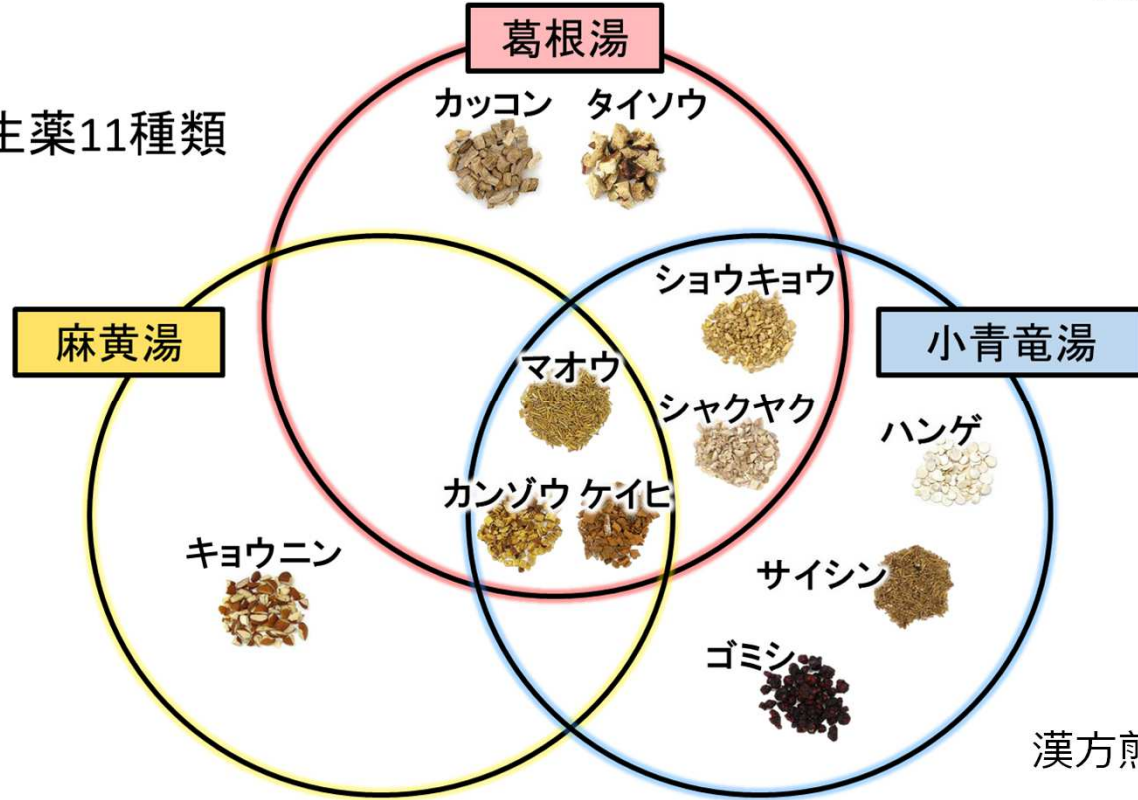 葛根湯
カッコン タイソウ
生薬11種類
ショウキョウ
麻黄湯
小青竜湯
マオウ
シャクヤク
ハンゲ
カンゾウ ケイヒ
キョウニン
サイシン
ゴミシ
漢方煎